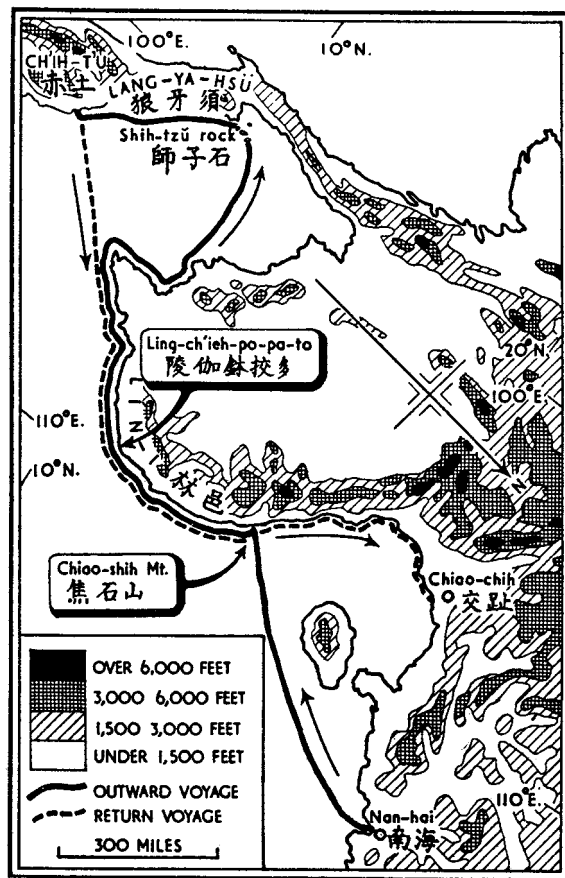 100°E.
10°N.
CH'IH-T'U
赤土
LANG-YA-HSÜ
狼牙須
Shih-tzŭ rock
師子石
Ling-ch'ieh-po-pa-to
陵伽鉢拔多
20°N.
100°E.
LIN-I
110°E.
10°N.
N
邑
Chiao-shih Mt.
焦石山
Chiao-chih
交趾
OVER 6,000 FEET
3,000 6,000 FEET
1,500 3,000 FEET
UNDER 1,500 FEET
OUTWARD VOYAGE
RETURN VOYAGE
300 MILES
110°E.
Nan-hai
南海